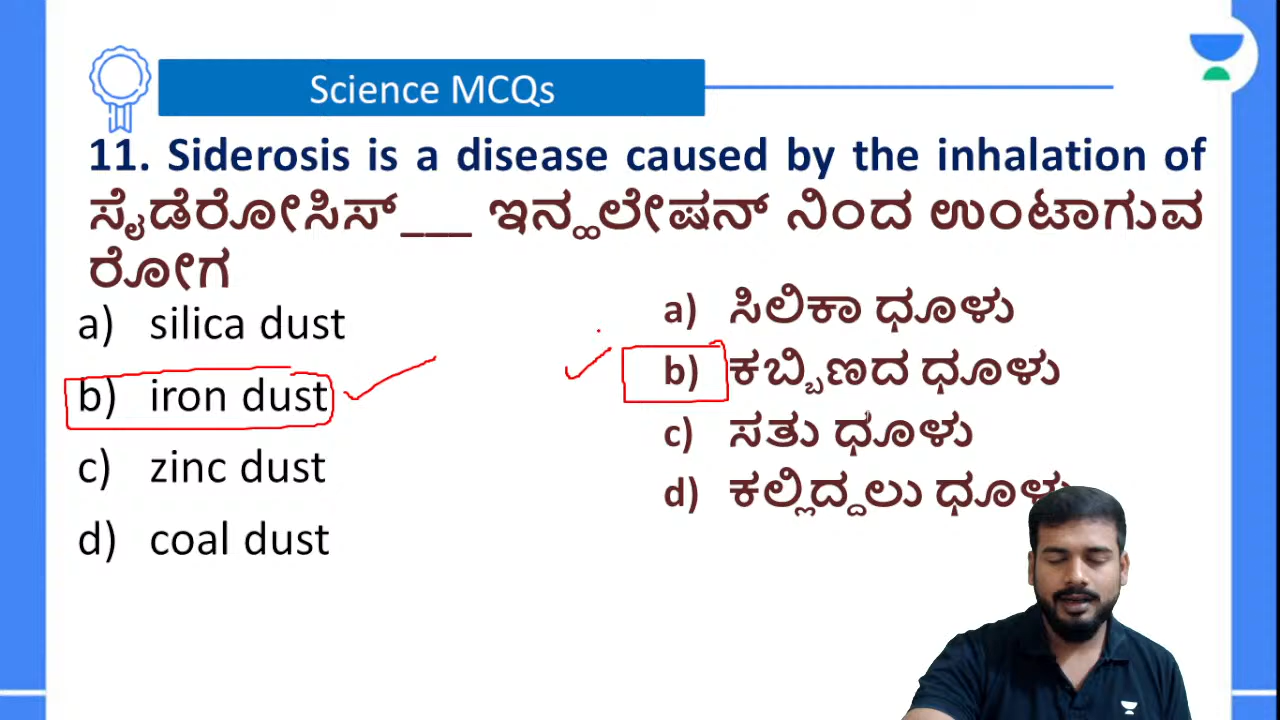 Science MCQs
11. Siderosis is a disease caused by the inhalation of
ಸೈಡೆರೋಸಿಸ್___ ಇನ್ಹಲೇಷನ್ ನಿಂದ ಉಂಟಾಗುವ
ರೋಗ
a) silica dust
b) iron dust
c) zinc dust
d) coal dust
a) ಸಿಲಿಕಾ ಧೂಳು
b) ಕಬ್ಬಿಣದ ಧೂಳು
c) ಸತು ಧೂಳು
d) ಕಲ್ಲಿದ್ದಲು ಧೂಳು